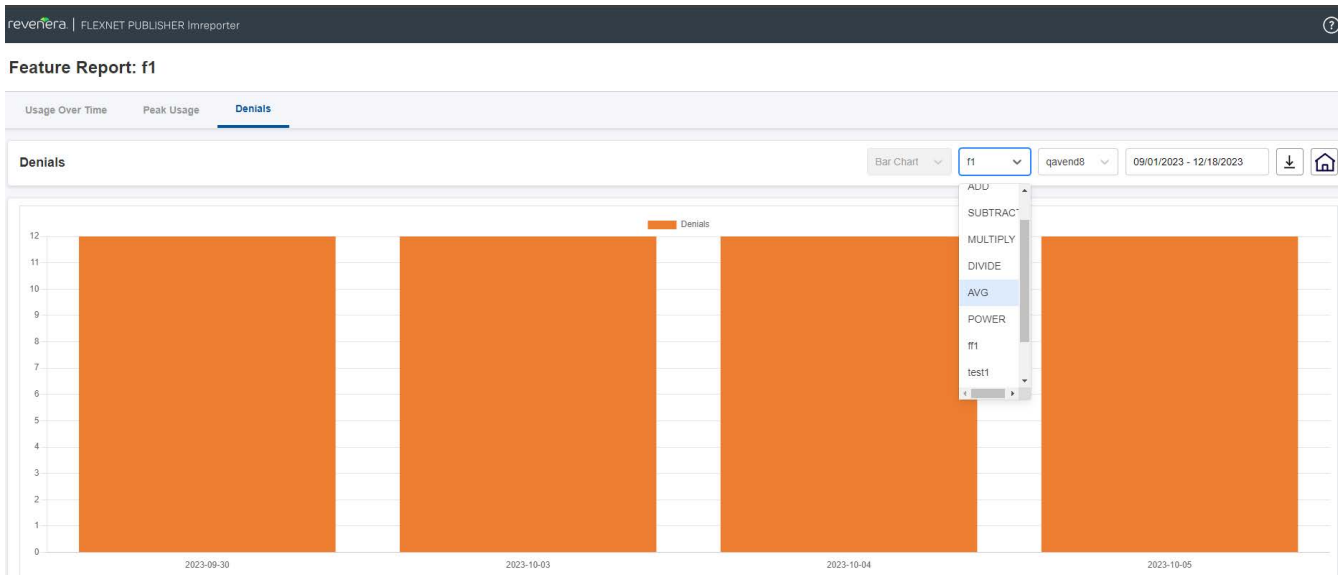 revenera. | FLEXNET PUBLISHER lmreporter
?
Feature Report: f1
Usage Over Time Peak Usage Denials
Denials Bar Chart f1 qavend8 09/01/2023 - 12/18/2023
ADD
SUBTRACT
MULTIPLY
DIVIDE
AVG
POWER
ff1
test1
Denials
12
11
10
9
8
7
6
5
4
3
2
1
0
2023-09-30 2023-10-03 2023-10-04 2023-10-05